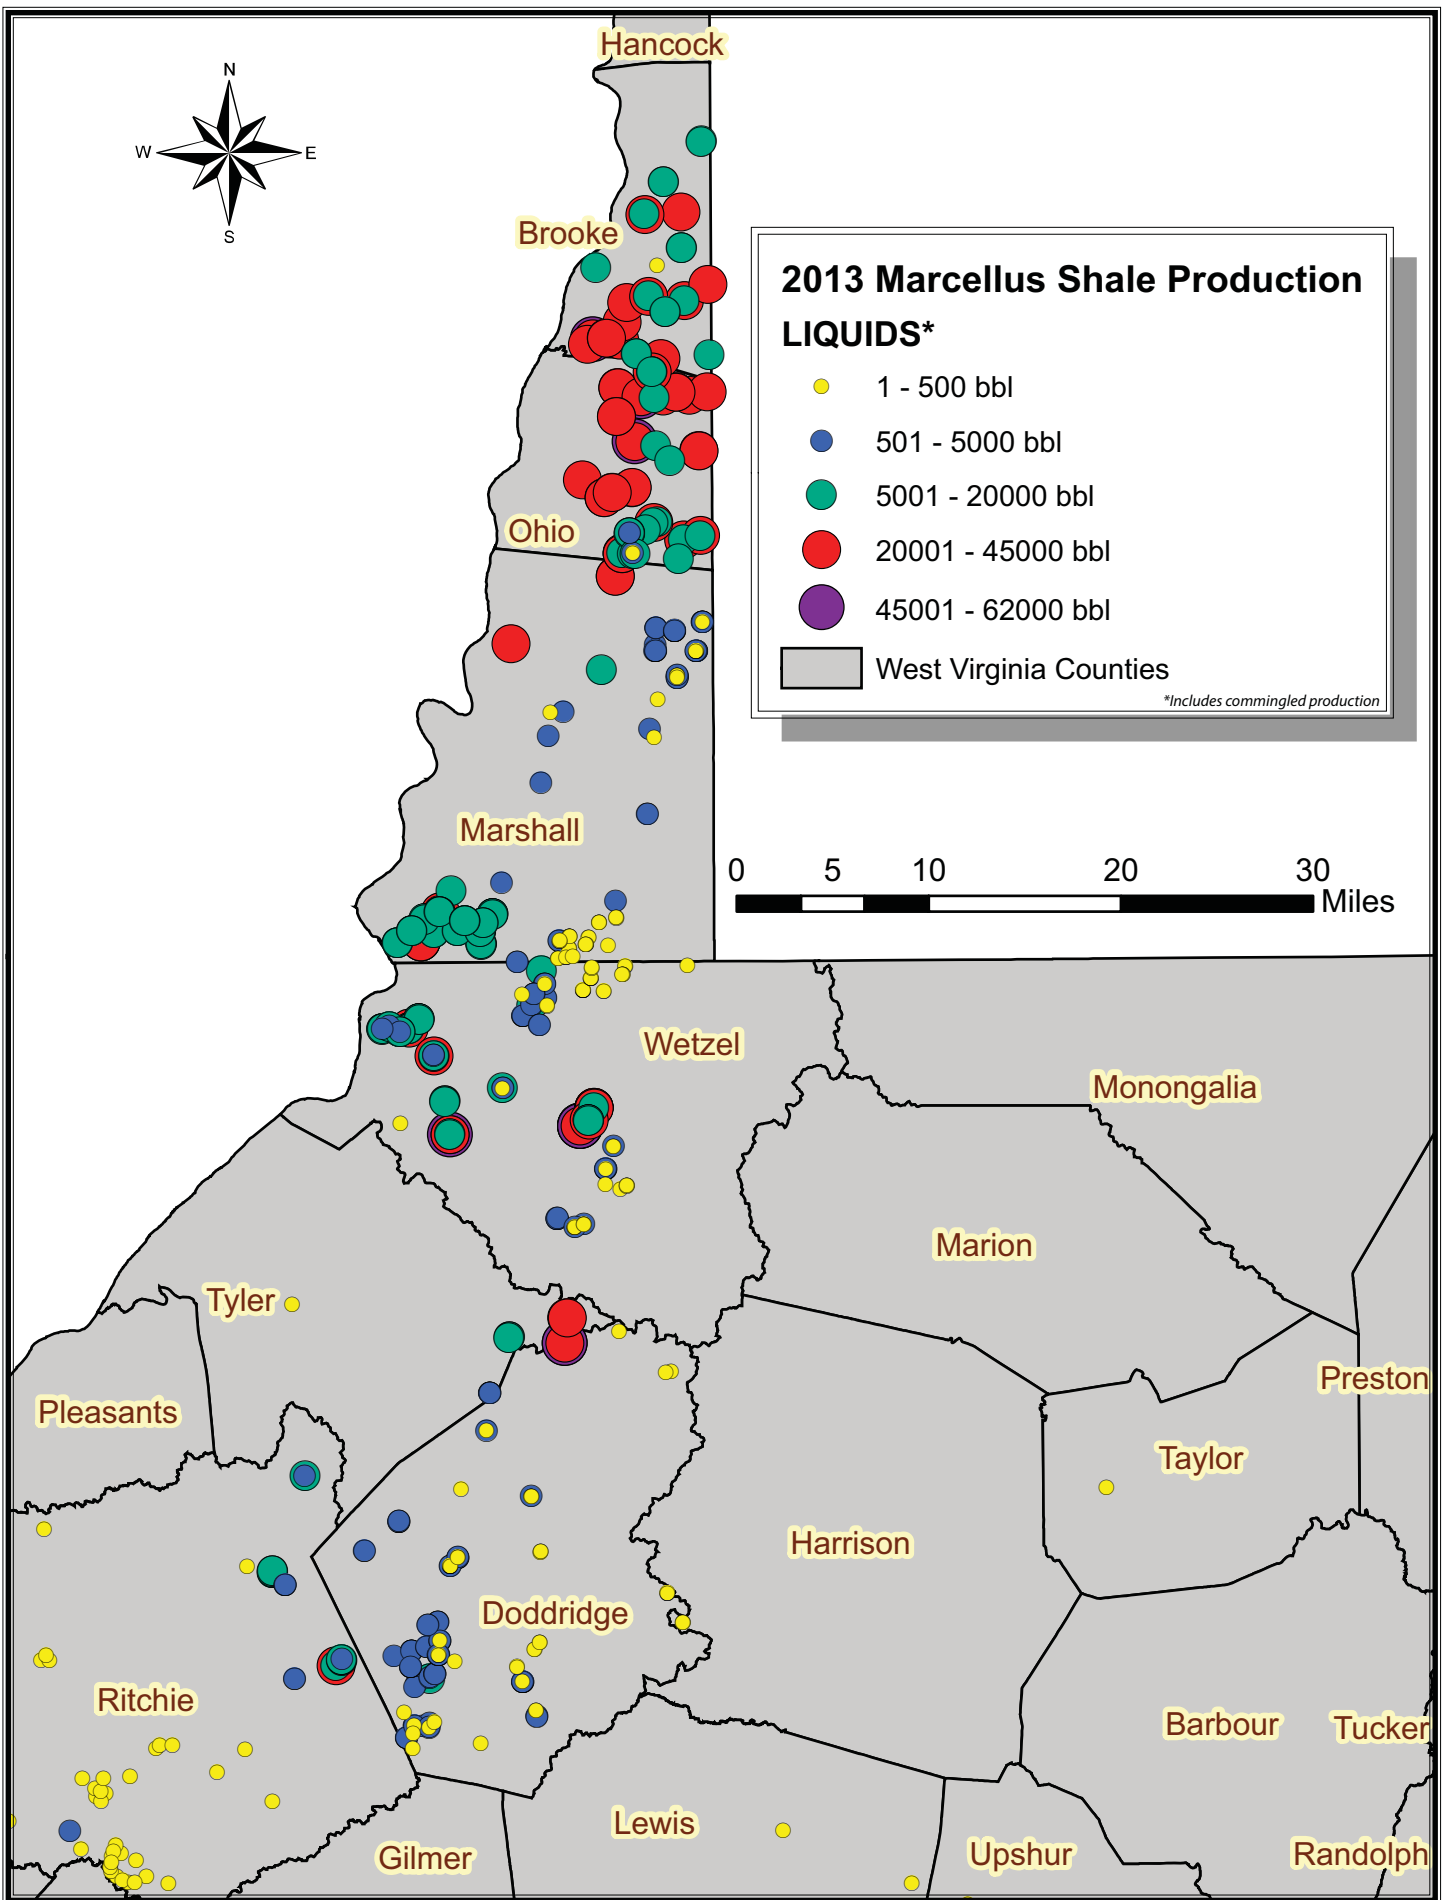 Hancock
N
W
E
S
Brooke
2013 Marcellus Shale Production
LIQUIDS*
1 - 500 bbl
501 - 5000 bbl
5001 - 20000 bbl
20001 - 45000 bbl
45001 - 62000 bbl
West Virginia Counties
*Includes commingled production
Ohio
Marshall
0 5 10 20 30
Miles
Wetzel
Monongalia
Marion
Tyler
Pleasants
Preston
Taylor
Harrison
Doddridge
Ritchie
Barbour
Tucker
Lewis
Gilmer
Upshur
Randolph